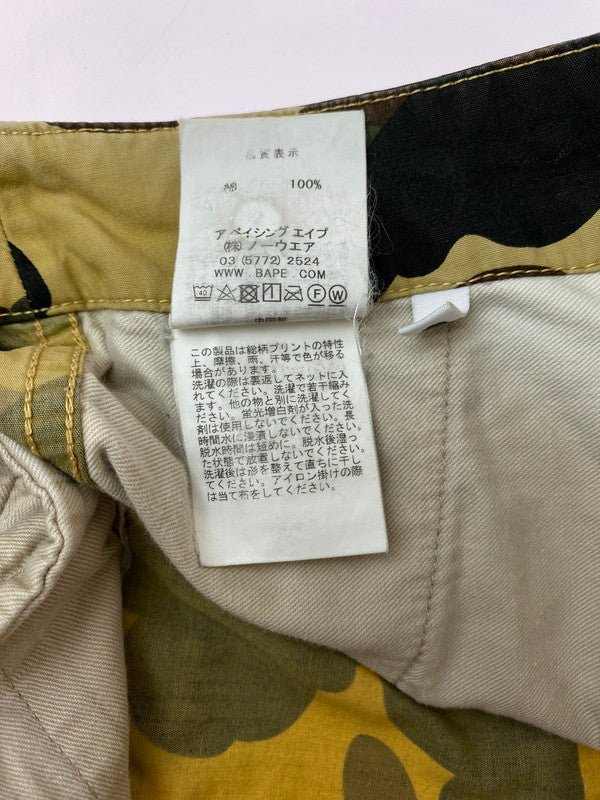 品質表示
綿 100%
ア ベイシング エイプ
(株) ノーウエア
03 (5772) 2524
WWW.BAPE.COM
40 F W
中国製
この製品は総柄プリントの特性
上、摩擦、雨、汗等で色が移る
場合があります。
洗濯の際は裏返してネットに入
れてください。洗濯で若干縮み
ます。他の物と別に洗濯してく
ださい。蛍光増白剤が入った洗
剤は使用しないでください。長
時間水に浸漬しないでください。
脱水時間は短めに。脱水後湿っ
た状態で放置しないでください。
洗濯後は形を整えて直ちに干し
てください。アイロン掛けの際
は当て布をしてください。